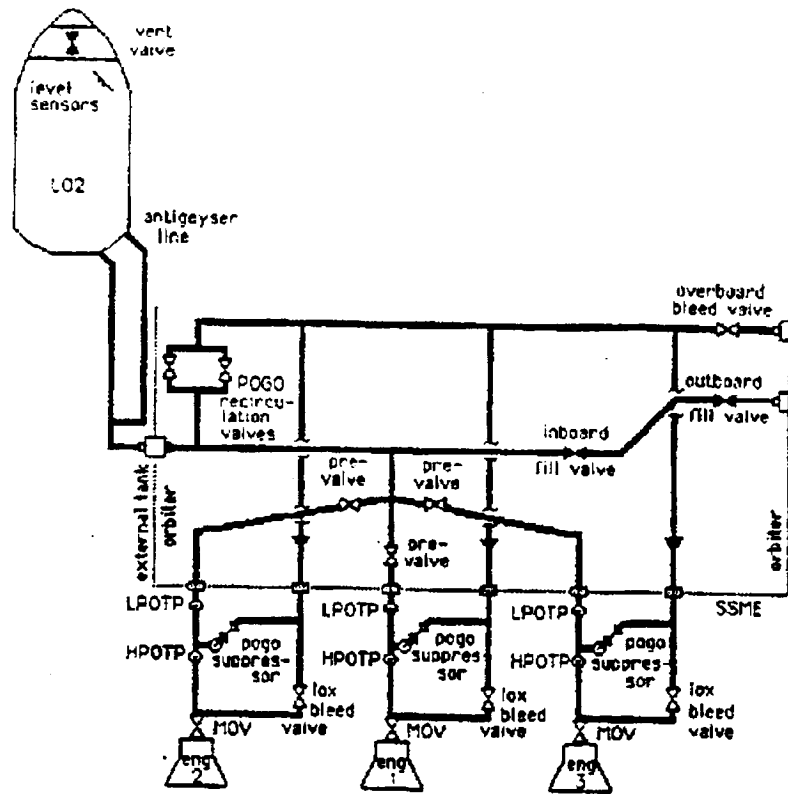 vent
valve
level
sensors
LO2
antigeyser
line
overboard
bleed valve
POGO
recircu-
lation
valves
outboard
fill valve
inboard
fill valve
pre-
valve
pre-
valve
pre-
valve
external tank
orbiter
orbiter
SSME
LPOTP
LPOTP
LPOTP
HPOTP
pogo
suppres-
sor
HPOTP
pogo
suppres-
sor
HPOTP
pogo
suppres-
sor
lox
bleed
valve
lox
bleed
valve
lox
bleed
valve
MOV
MOV
MOV
eng
2
eng
1
eng
3